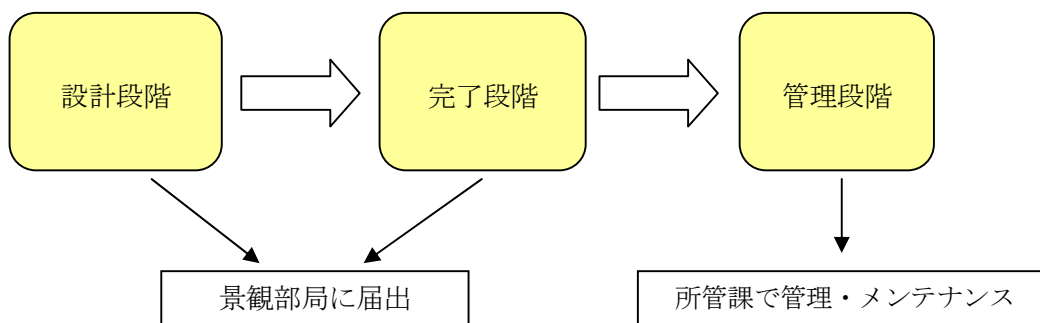 設計段階
完了段階
管理段階
景観部局に届出
所管課で管理・メンテナンス